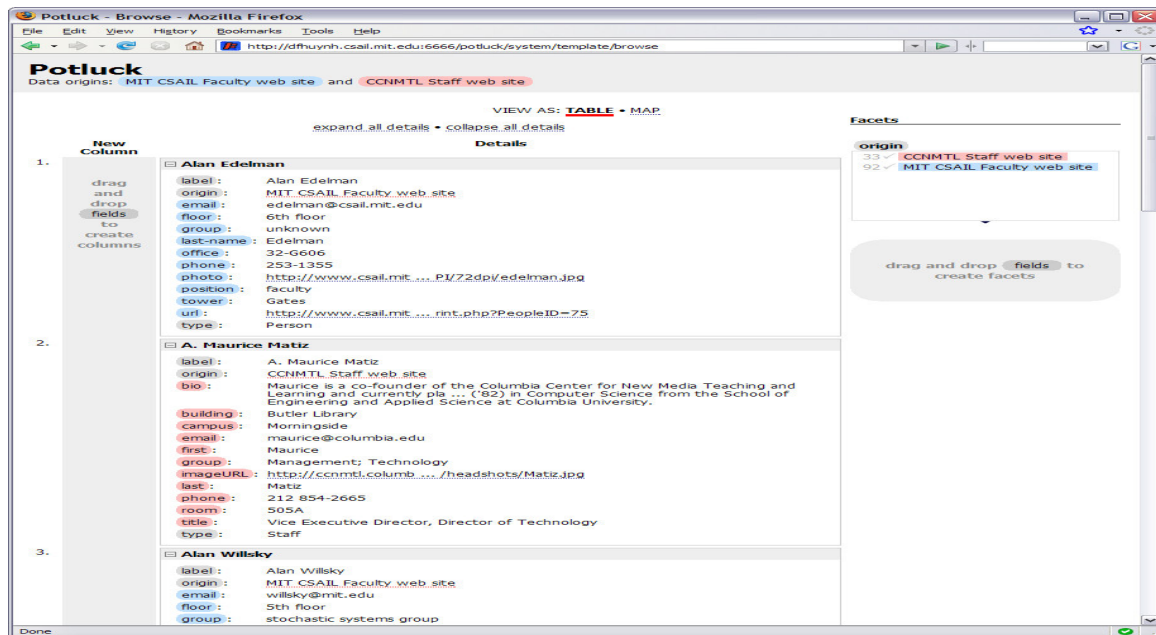 Potluck - Browse - Mozilla Firefox
File Edit View History Bookmarks Tools Help
http://dfhuynh.csail.mit.edu:6666/potluck/system/template/browse
Potluck
Data origins: MIT CSAIL Faculty web site and CCNMTL Staff web site
VIEW AS: TABLE • MAP
expand all details • collapse all details
New Column
Details
1.
drag
and
drop
fields
to
create
columns
Alan Edelman
label: Alan Edelman
origin: MIT CSAIL Faculty web site
email: edelman@csail.mit.edu
floor: 6th floor
group: unknown
last-name: Edelman
office: 32-G606
phone: 253-1355
photo: http://www.csail.mit ... PI/72dpi/edelman.jpg
position: faculty
tower: Gates
url: http://www.csail.mit ... rint.php?PeopleID=75
type: Person
2.
A. Maurice Matiz
label: A. Maurice Matiz
origin: CCNMTL Staff web site
bio: Maurice is a co-founder of the Columbia Center for New Media Teaching and
Learning and currently pla ... ('82) in Computer Science from the School of
Engineering and Applied Science at Columbia University.
building: Butler Library
campus: Morningside
email: maurice@columbia.edu
first: Maurice
group: Management; Technology
imageURL: http://ccnmtl.columb ... /headshots/Matiz.jpg
last: Matiz
phone: 212 854-2665
room: 505A
title: Vice Executive Director, Director of Technology
type: Staff
3.
Alan Willsky
label: Alan Willsky
origin: MIT CSAIL Faculty web site
email: willsky@mit.edu
floor: 5th floor
group: stochastic systems group
Facets
origin
33 CCNMTL Staff web site
92 MIT CSAIL Faculty web site
drag and drop fields to
create facets
Done